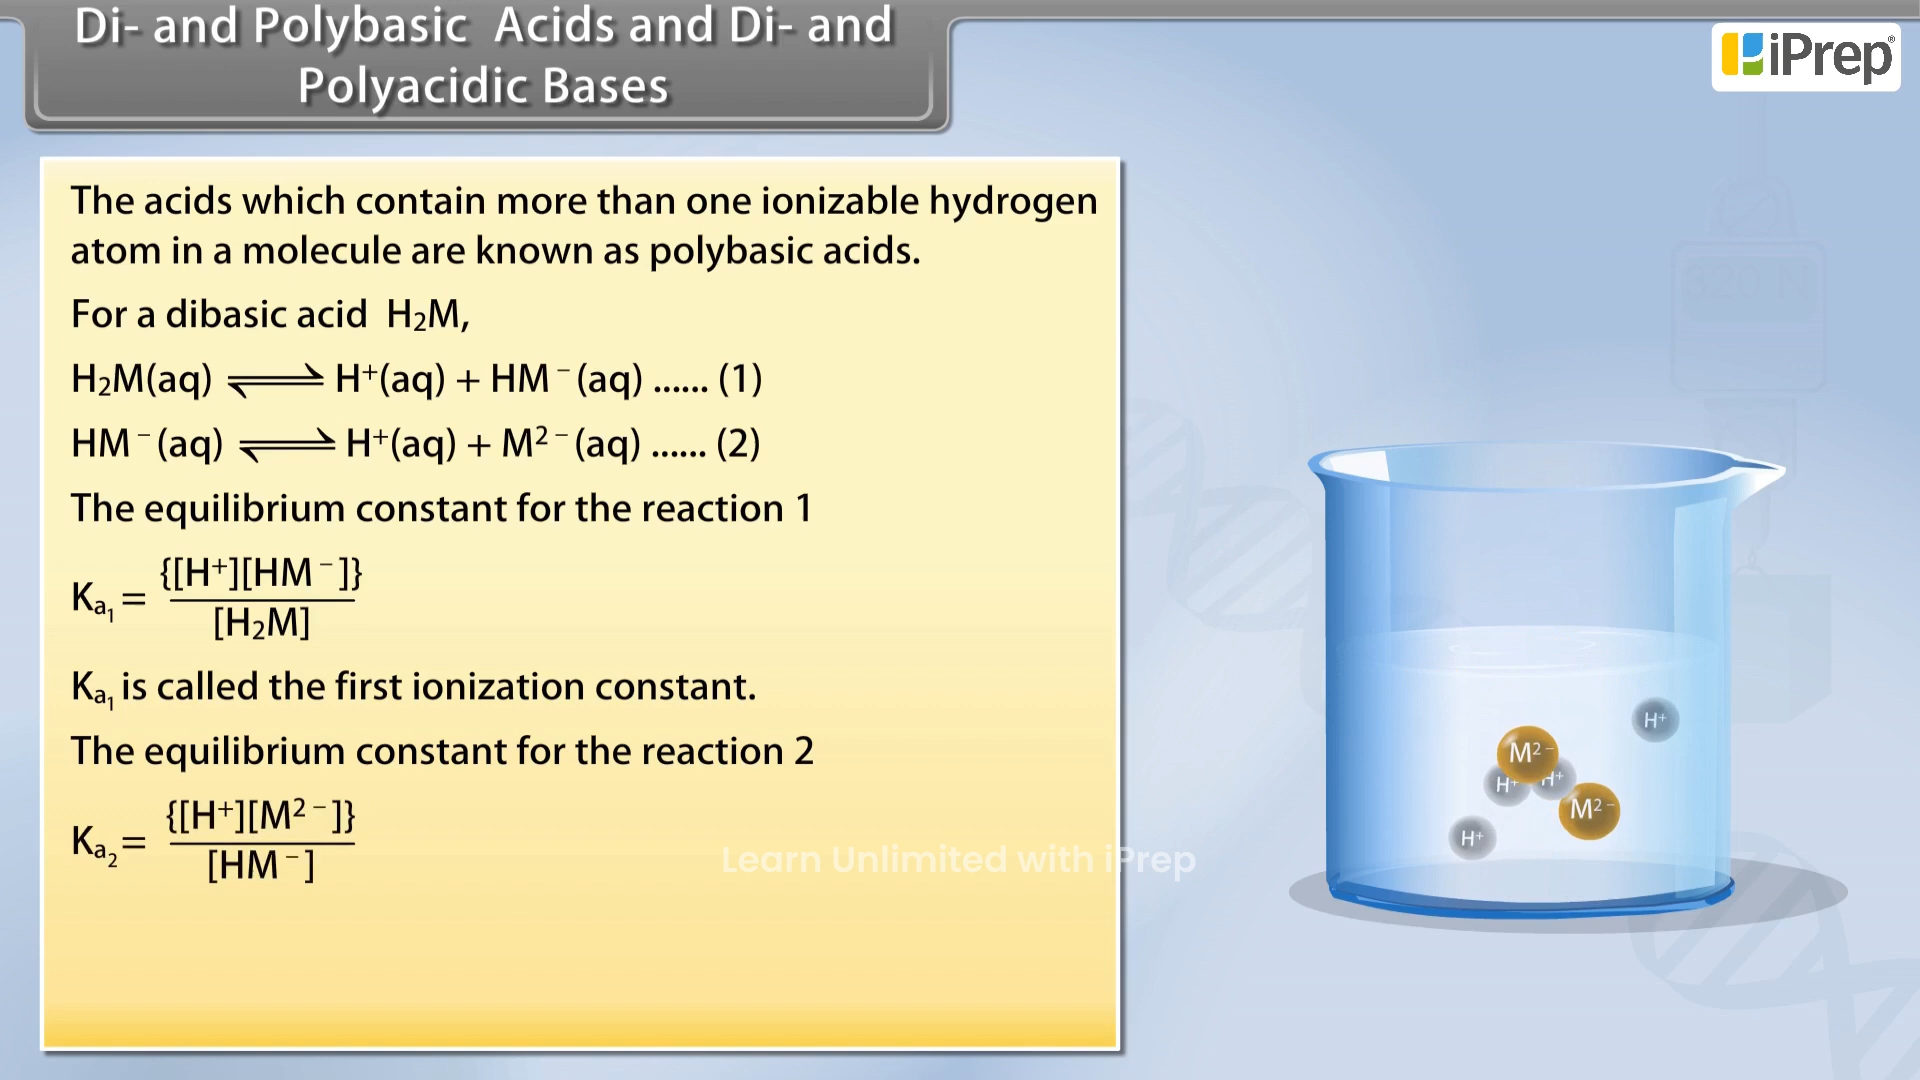 Di- and Polybasic Acids and Di- and
Polyacidic Bases
iPrep®
The acids which contain more than one ionizable hydrogen
atom in a molecule are known as polybasic acids.
For a dibasic acid H₂M,
H₂M(aq) ⇌ H⁺(aq) + HM⁻(aq) ...... (1)
HM⁻(aq) ⇌ H⁺(aq) + M²⁻(aq) ...... (2)
The equilibrium constant for the reaction 1
Kₐ₁ = {[H⁺][HM⁻]}
[H₂M]
Kₐ₁ is called the first ionization constant.
The equilibrium constant for the reaction 2
Kₐ₂ = {[H⁺][M²⁻]}
[HM⁻]
Learn Unlimited with iPrep
320 N
H⁺
M²⁻
H⁺ H⁺
M²⁻
H⁺